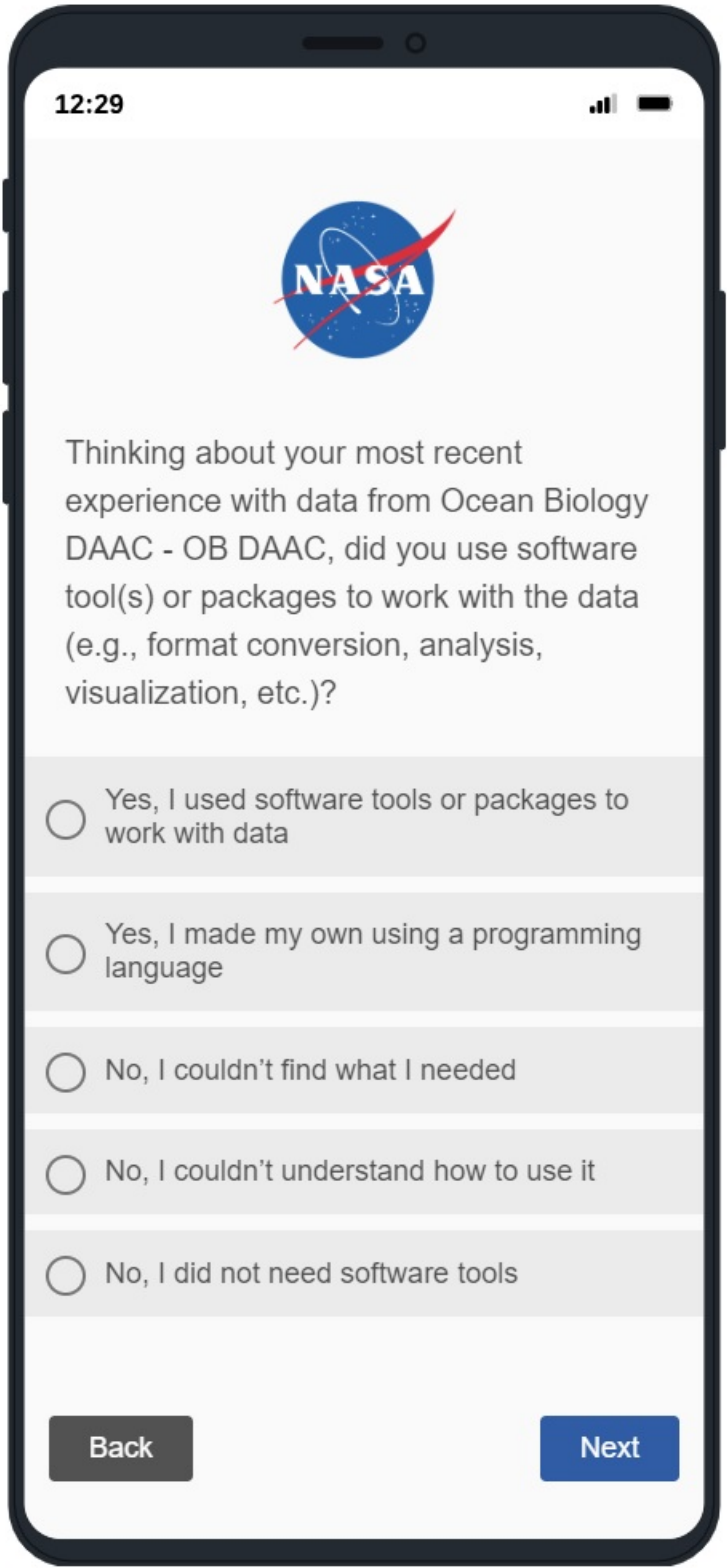 12:29
NASA
Thinking about your most recent
experience with data from Ocean Biology
DAAC - OB DAAC, did you use software
tool(s) or packages to work with the data
(e.g., format conversion, analysis,
visualization, etc.)?
Yes, I used software tools or packages to
work with data
Yes, I made my own using a programming
language
No, I couldn’t find what I needed
No, I couldn’t understand how to use it
No, I did not need software tools
Back
Next